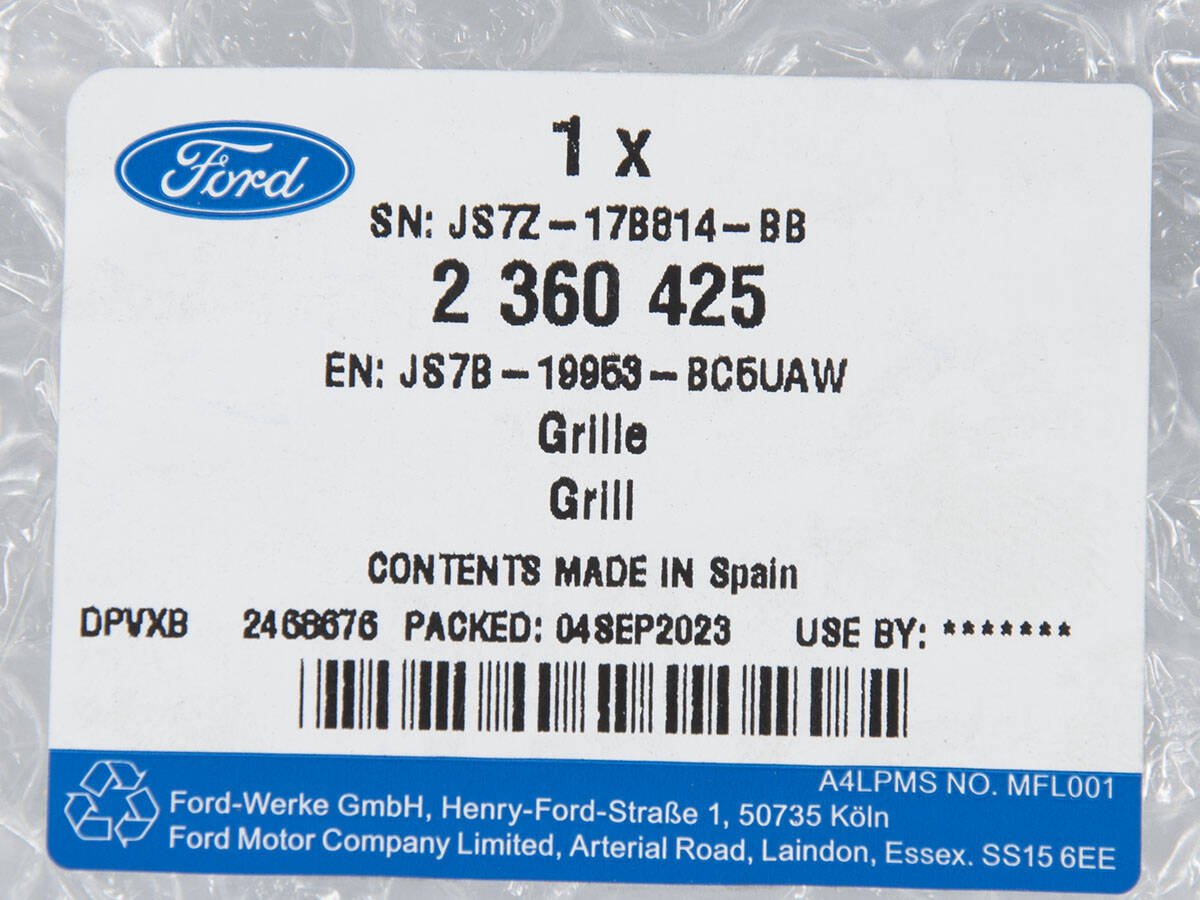 Ford
1 x
SN: JS7Z-17B814-BB
2 360 425
EN: JS7B-19953-BC5UAW
Grille
Grill
CONTENTS MADE IN Spain
DPVXB 2468676 PACKED: 04SEP2023 USE BY: *******
A4LPMS NO. MFL001
Ford-Werke GmbH, Henry-Ford-Straße 1, 50735 Köln
Ford Motor Company Limited, Arterial Road, Laindon, Essex. SS15 6EE